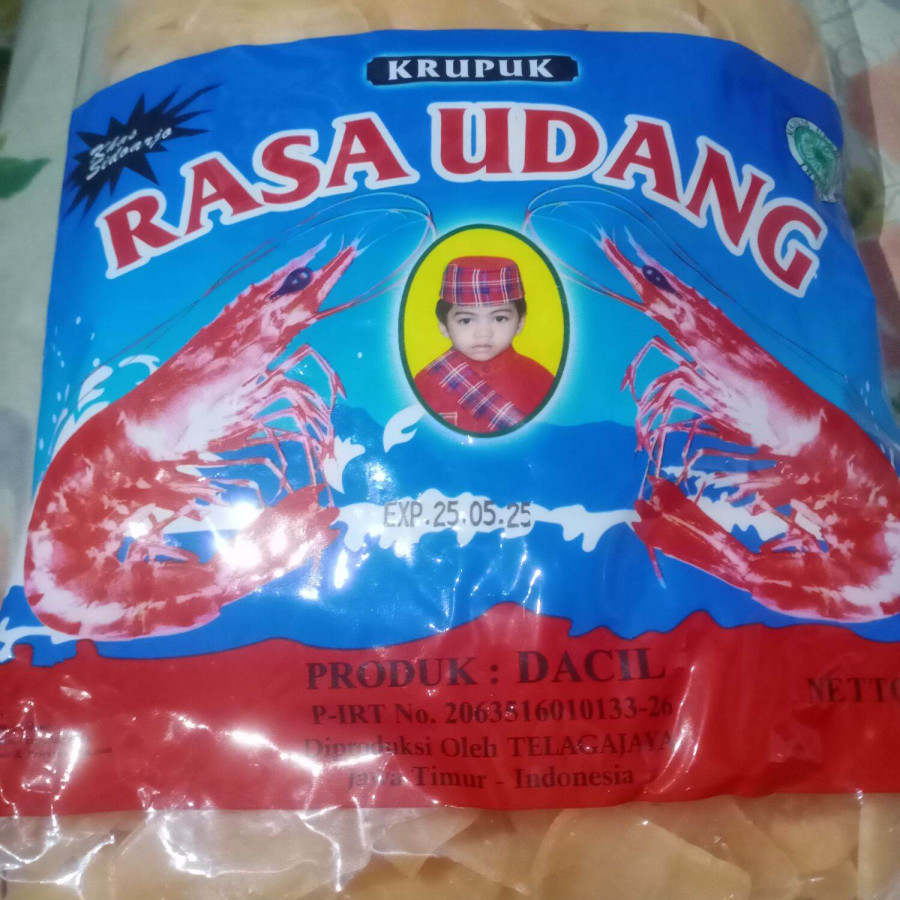 KRUPUK
Khas
Sidoarjo
RASA UDANG
EXP.25.05.25
PRODUK : DACIL
P-IRT No. 2063516010133-26
NETTO
Diproduksi Oleh TELAGAJAYA
Jawa Timur - Indonesia